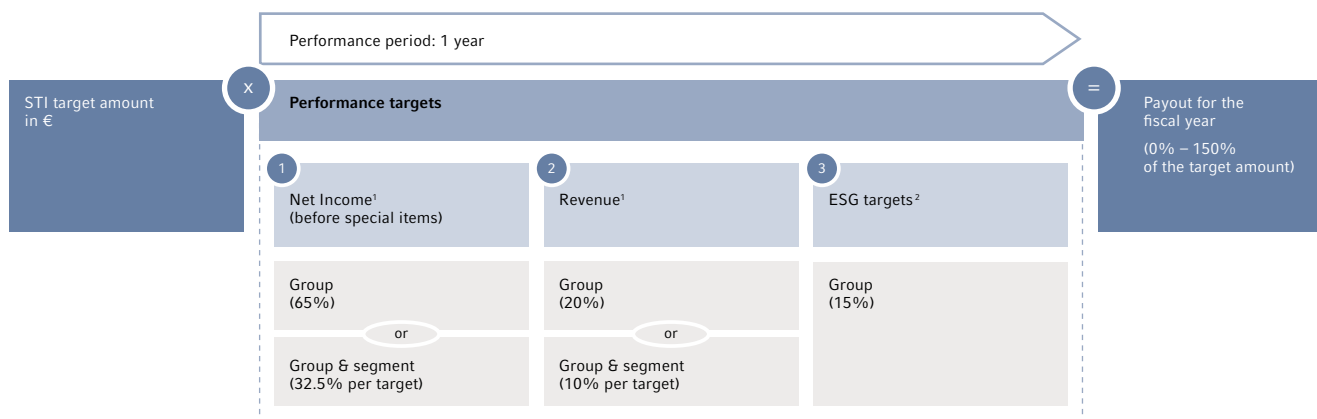 Performance period: 1 year
STI target amount
in €
x
Performance targets
=
Payout for the
fiscal year
(0% – 150%
of the target amount)
1
Net Income¹
(before special items)
2
Revenue¹
3
ESG targets²
Group
(65%)
or
Group & segment
(32.5% per target)
Group
(20%)
or
Group & segment
(10% per target)
Group
(15%)